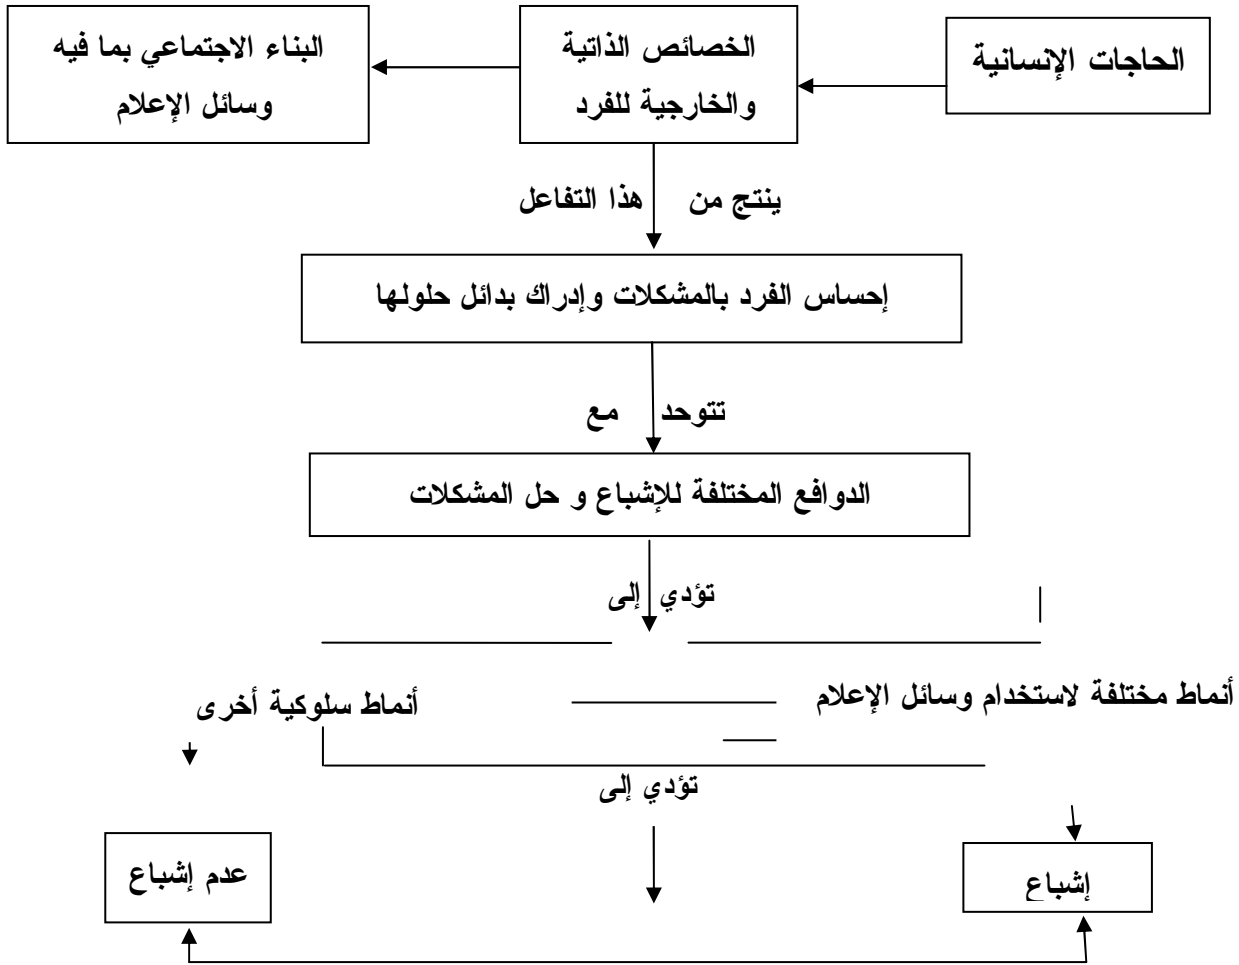 الحاجات الإنسانية
الخصائص الذاتية
والخارجية للفرد
البناء الاجتماعي بما فيه
وسائل الإعلام
ينتج من هذا التفاعل
إحساس الفرد بالمشكلات وإدراك بدائل حلولها
تتوحد مع
الدوافع المختلفة للإشباع و حل المشكلات
تؤدي إلى
أنماط مختلفة لاستخدام وسائل الإعلام
أنماط سلوكية أخرى
تؤدي إلى
إشباع
عدم إشباع